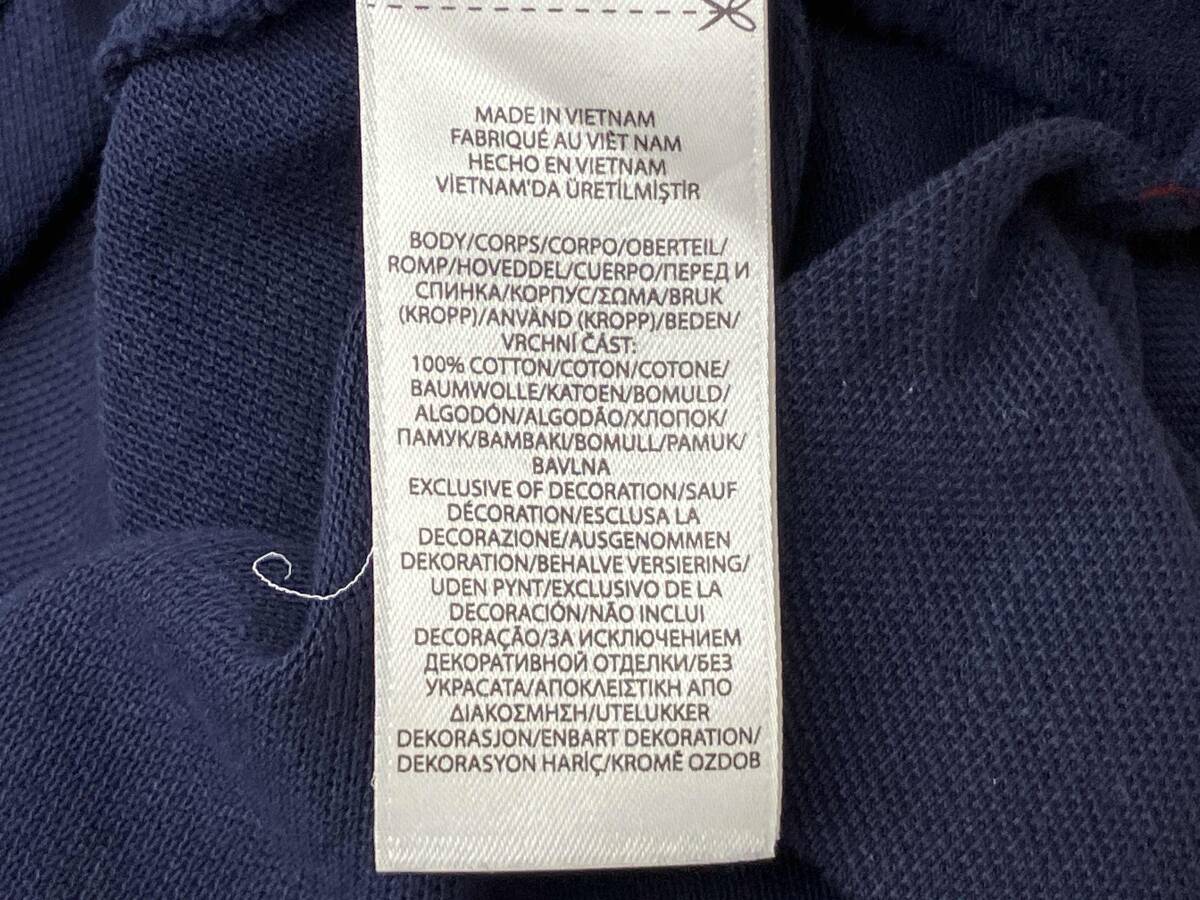 MADE IN VIETNAM
FABRIQUÉ AU VIÊT NAM
HECHO EN VIETNAM
VİETNAM'DA ÜRETİLMİŞTİR
BODY/CORPS/CORPO/OBERTEIL/
ROMP/HOVEDDEL/CUERPO/ПЕРЕД И
СПИНКА/КОРПУС/ΣΩΜΑ/BRUK
(KROPP)/ANVÄND (KROPP)/BEDEN/
VRCHNÍ ČÁST:
100% COTTON/COTON/COTONE/
BAUMWOLLE/KATOEN/BOMULD/
ALGODÓN/ALGODÃO/ХЛОПОК/
ПАМУК/ΒΑΜΒΑΚΙ/BOMULL/PAMUK/
BAVLNA
EXCLUSIVE OF DECORATION/SAUF
DÉCORATION/ESCLUSA LA
DECORAZIONE/AUSGENOMMEN
DEKORATION/BEHALVE VERSIERING/
UDEN PYNT/EXCLUSIVO DE LA
DECORACIÓN/NÃO INCLUI
DECORAÇÃO/ЗА ИСКЛЮЧЕНИЕМ
ДЕКОРАТИВНОЙ ОТДЕЛКИ/БЕЗ
УКРАСАТА/ΑΠΟΚΛΕΙΣΤΙΚΗ ΑΠΟ
ΔΙΑΚΟΣΜΗΣΗ/UTELUKKER
DEKORASJON/ENBART DEKORATION/
DEKORASYON HARİÇ/KROMĚ OZDOB